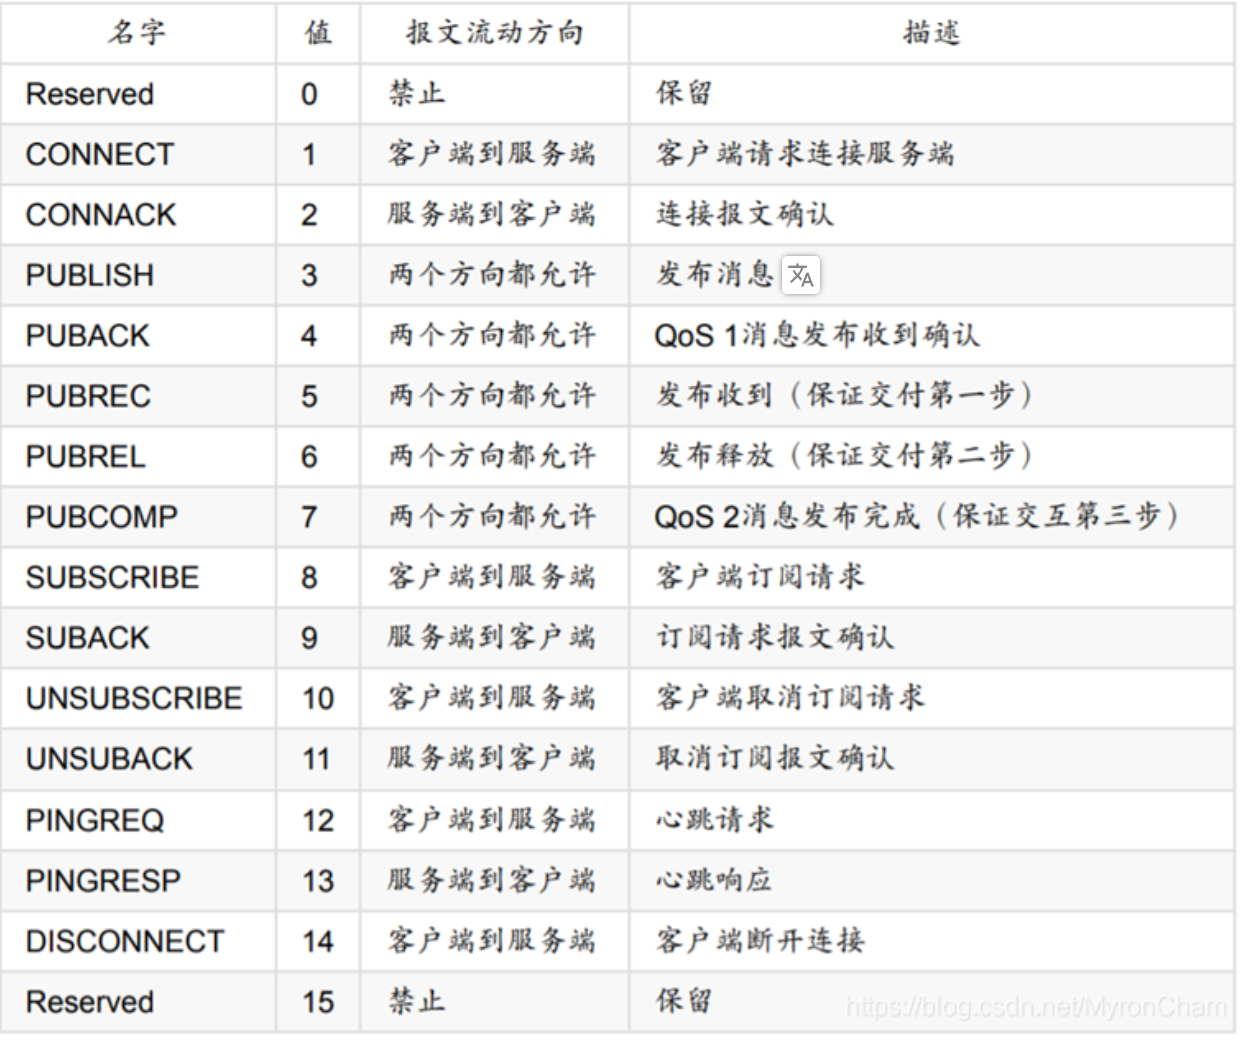 名字 值 报文流动方向 描述
Reserved 0 禁止 保留
CONNECT 1 客户端到服务端 客户端请求连接服务端
CONNACK 2 服务端到客户端 连接报文确认
PUBLISH 3 两个方向都允许 发布消息
PUBACK 4 两个方向都允许 QoS 1消息发布收到确认
PUBREC 5 两个方向都允许 发布收到（保证交付第一步）
PUBREL 6 两个方向都允许 发布释放（保证交付第二步）
PUBCOMP 7 两个方向都允许 QoS 2消息发布完成（保证交互第三步）
SUBSCRIBE 8 客户端到服务端 客户端订阅请求
SUBACK 9 服务端到客户端 订阅请求报文确认
UNSUBSCRIBE 10 客户端到服务端 客户端取消订阅请求
UNSUBACK 11 服务端到客户端 取消订阅报文确认
PINGREQ 12 客户端到服务端 心跳请求
PINGRESP 13 服务端到客户端 心跳响应
DISCONNECT 14 客户端到服务端 客户端断开连接
Reserved 15 禁止 保留
https://blog.csdn.net/MyronCham